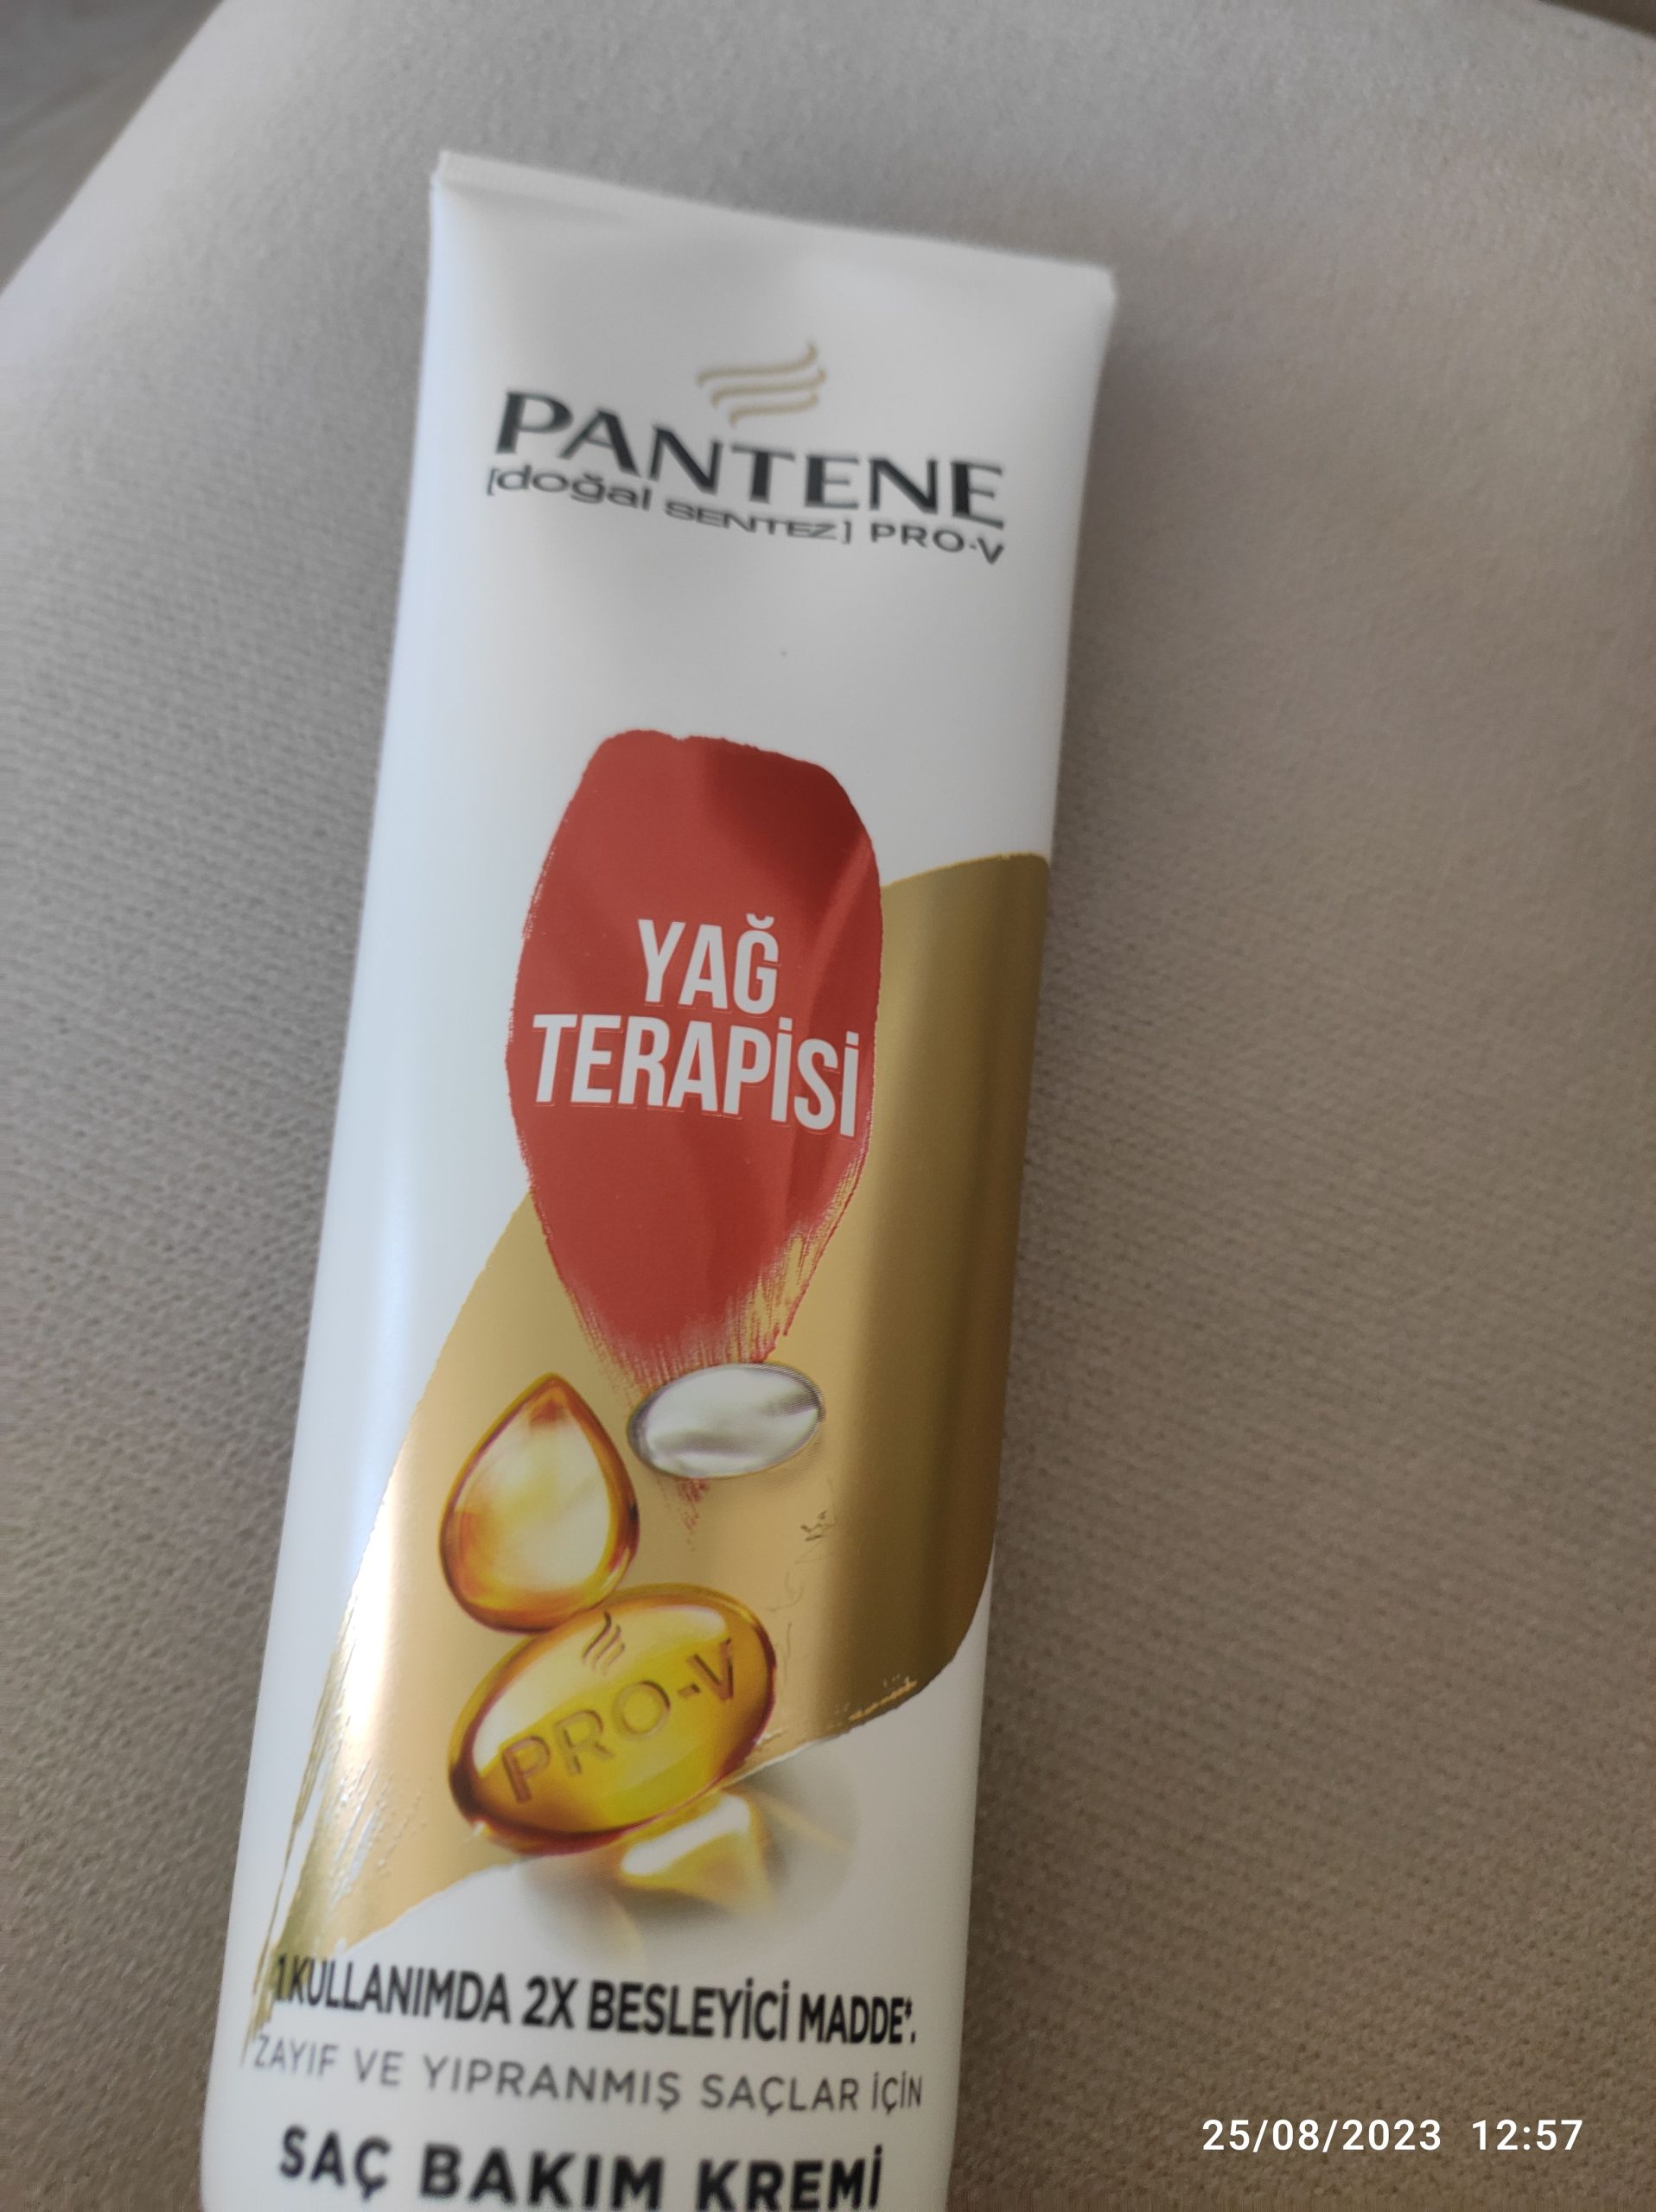 PANTENE
[doğal SENTEZ] PRO-V
YAĞ
TERAPİSİ
PRO-V
1 KULLANIMDA 2X BESLEYİCİ MADDE*.
ZAYIF VE YIPRANMIŞ SAÇLAR İÇİN
SAÇ BAKIM KREMİ
25/08/2023 12:57